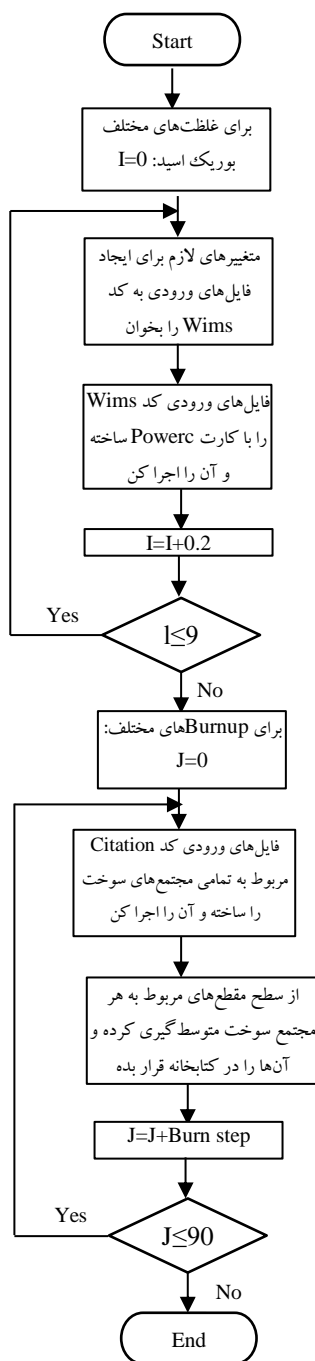 Start
برای غلظت‌های مختلف
بوریک اسید: I=0
متغییرهای لازم برای ایجاد
فایل‌های ورودی به کد
Wims را بخوان
فایل‌های ورودی کد Wims
را با کارت Powerc ساخته
و آن را اجرا کن
I=I+0.2
Yes
l≤9
No
برای Burnupهای مختلف:
J=0
فایل‌های ورودی کد Citation
مربوط به تمامی مجتمع‌های سوخت
را ساخته و آن را اجرا کن
از سطح مقطع‌های مربوط به هر
مجتمع سوخت متوسط‌گیری کرده و
آن‌ها را در کتابخانه قرار بده
J=J+Burn step
Yes
J≤90
No
End